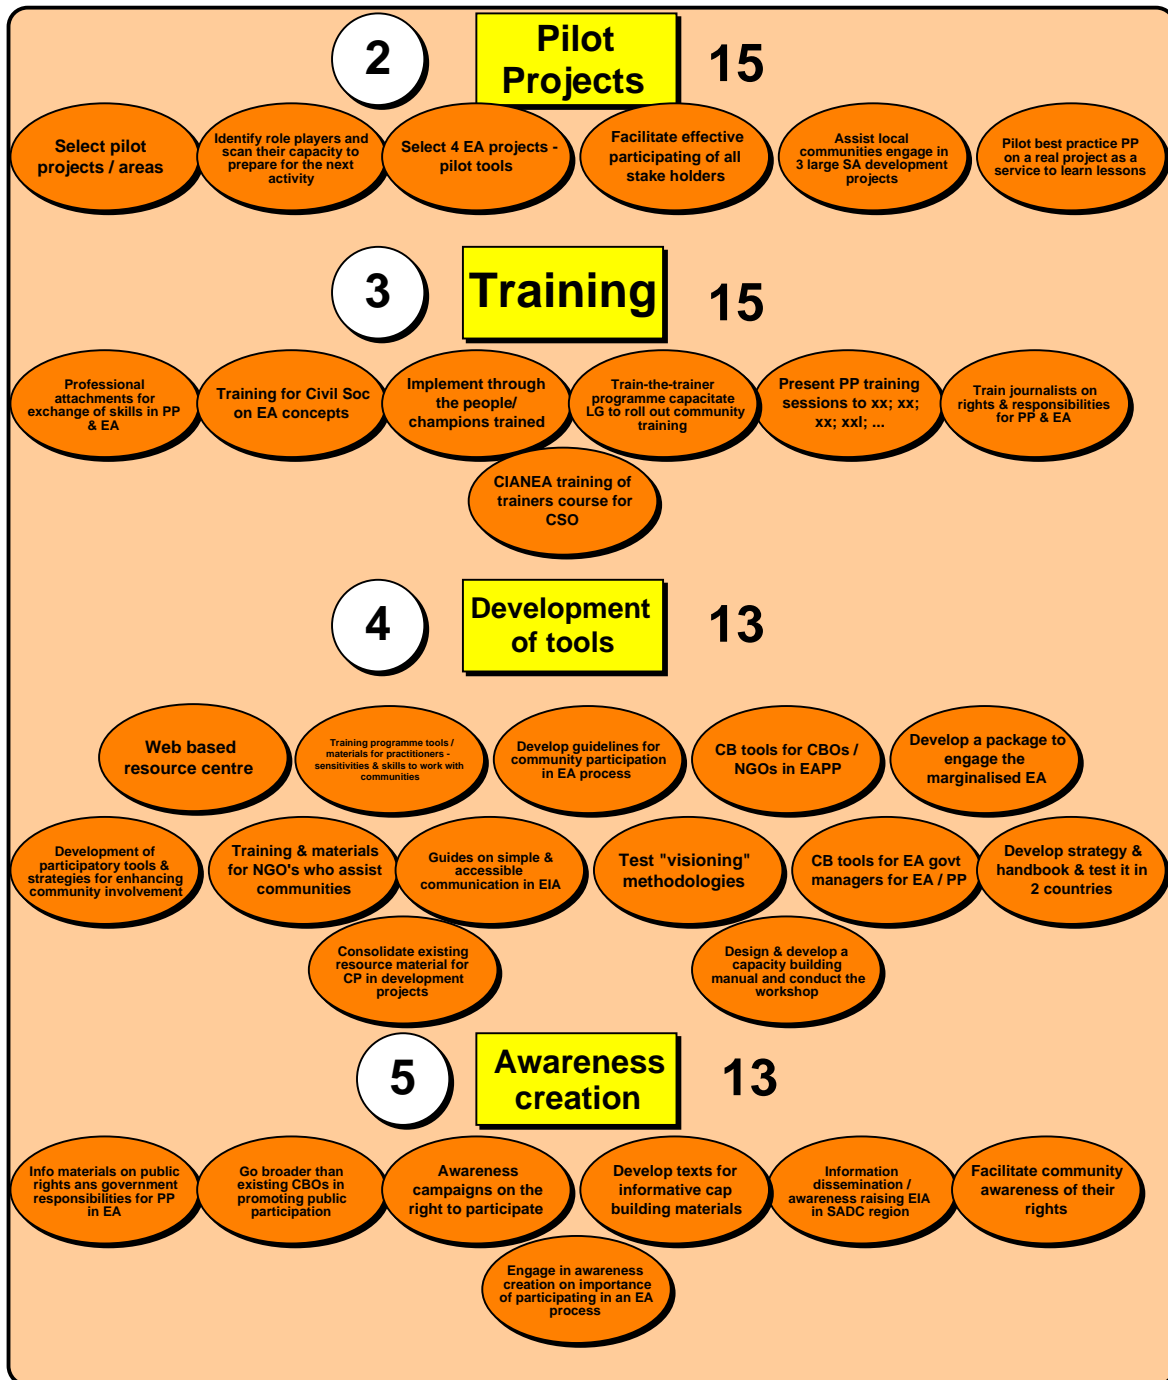 2
Pilot
Projects
15
Select pilot
projects / areas
Identify role players and
scan their capacity to
prepare for the next
activity
Select 4 EA projects -
pilot tools
Facilitate effective
participating of all
stake holders
Assist local
communities engage in
3 large SA development
projects
Pilot best practice PP
on a real project as a
service to learn lessons
3
Training
15
Professional
attachments for
exchange of skills in PP
& EA
Training for Civil Soc
on EA concepts
Implement through
the people/
champions trained
Train-the-trainer
programme capacitate
LG to roll out community
training
Present PP training
sessions to xx; xx;
xx; xxl; ...
Train journalists on
rights & responsibilities
for PP & EA
CIANEA training of
trainers course for
CSO
4
Development
of tools
13
Web based
resource centre
Training programme tools /
materials for practitioners -
sensitivities & skills to work with
communities
Develop guidelines for
community participation
in EA process
CB tools for CBOs /
NGOs in EAPP
Develop a package to
engage the
marginalised EA
Development of
participatory tools &
strategies for enhancing
community involvement
Training & materials
for NGO's who assist
communities
Guides on simple &
accessible
communication in EIA
Test "visioning"
methodologies
CB tools for EA govt
managers for EA / PP
Develop strategy &
handbook & test it in
2 countries
Consolidate existing
resource material for
CP in development
projects
Design & develop a
capacity building
manual and conduct the
workshop
5
Awareness
creation
13
Info materials on public
rights ans government
responsibilities for PP
in EA
Go broader than
existing CBOs in
promoting public
participation
Awareness
campaigns on the
right to participate
Develop texts for
informative cap
building materials
Information
dissemination /
awareness raising EIA
in SADC region
Facilitate community
awareness of their
rights
Engage in awareness
creation on importance
of participating in an EA
process